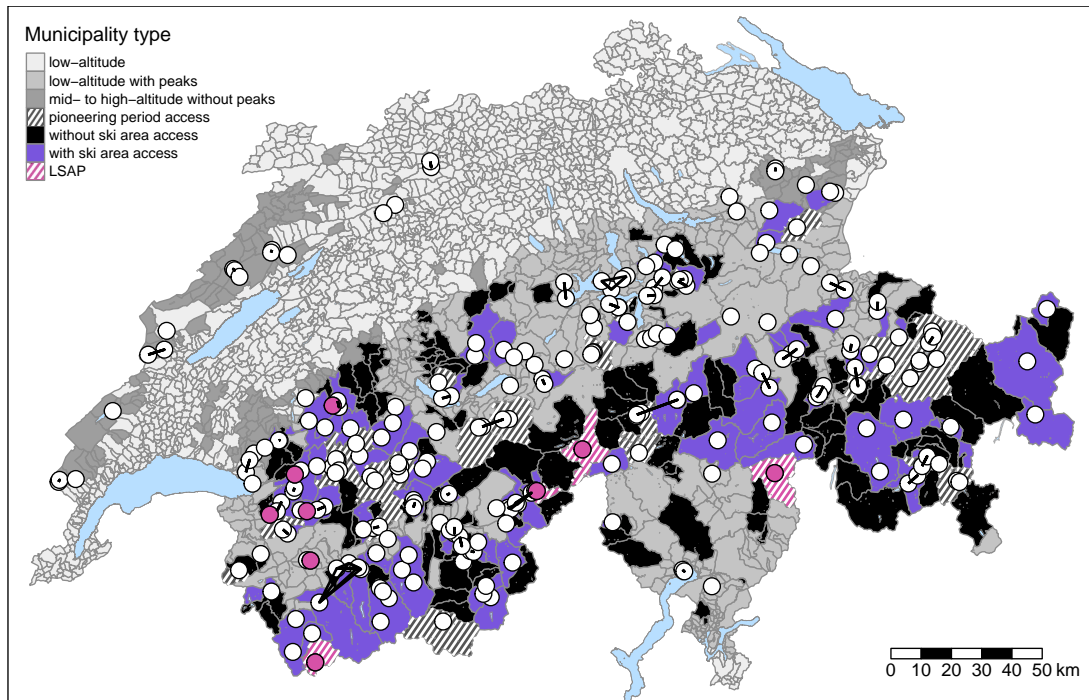 Municipality type
low−altitude
low−altitude with peaks
mid− to high−altitude without peaks
pioneering period access
without ski area access
with ski area access
LSAP
0 10 20 30 40 50 km